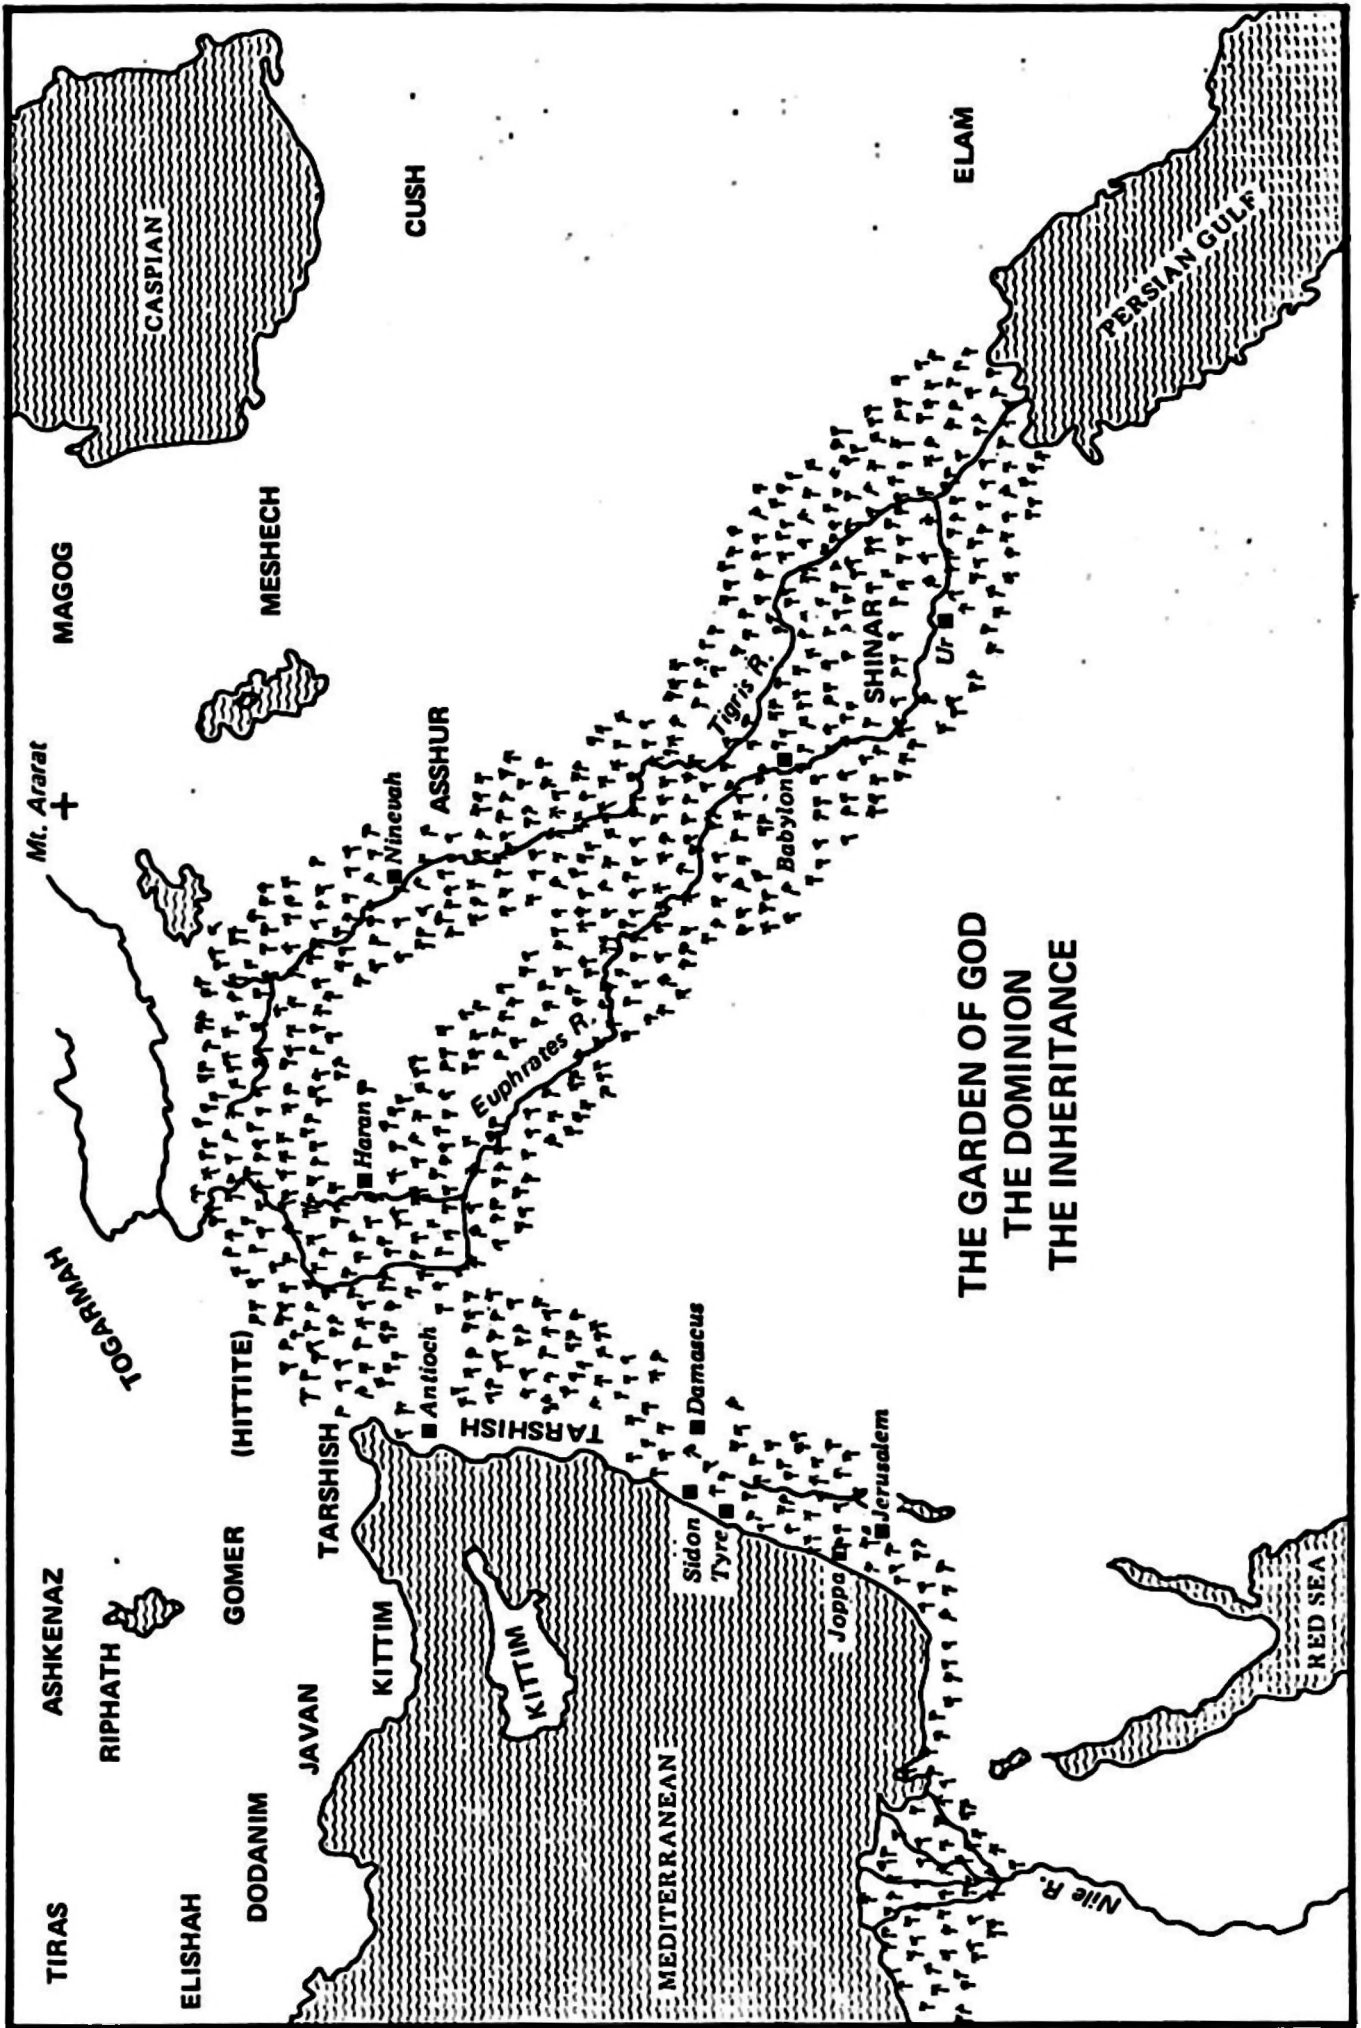 TIRAS
ASHKENAZ
MAGOG
Mt. Ararat
TOGARMAH
RIPHATH
ELISHAH
CASPIAN
DODANIM
GOMER
(HITTITE)
MESHECH
JAVAN
TARSHISH
KITTIM
Haran
Ninevah
ASSHUR
CUSH
Antioch
TARSHISH
KITTIM
Euphrates R.
MEDITERRANEAN
Sidon
Tyre
Damascus
Tigris R.
Babylon
Joppa
Jerusalem
SHINAR
Ur
ELAM
THE GARDEN OF GOD
THE DOMINION
THE INHERITANCE
Nile R.
RED SEA
PERSIAN GULF